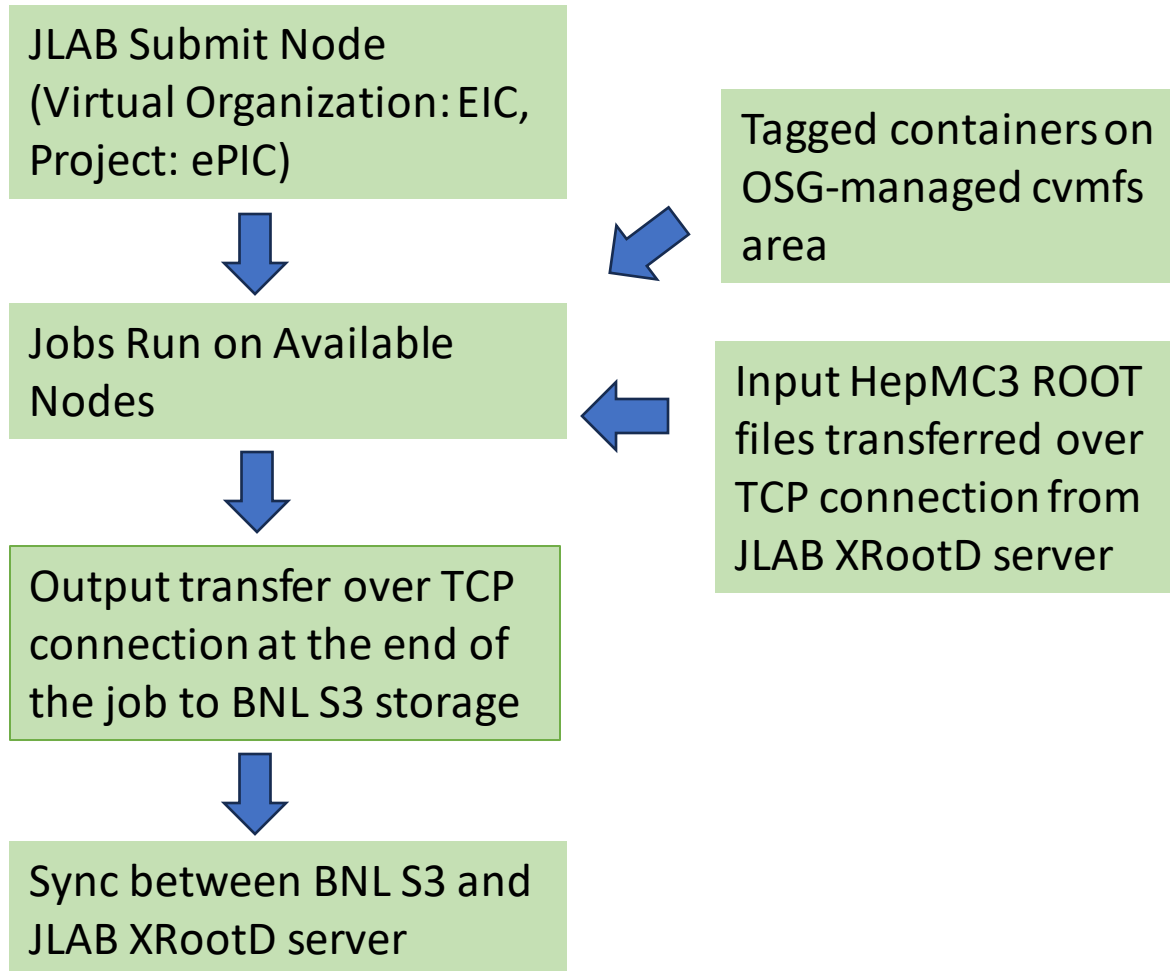 JLAB Submit Node
(Virtual Organization: EIC,
Project: ePIC)
Tagged containers on
OSG-managed cvmfs
area
Jobs Run on Available
Nodes
Input HepMC3 ROOT
files transferred over
TCP connection from
JLAB XRootD server
Output transfer over TCP
connection at the end of
the job to BNL S3 storage
Sync between BNL S3 and
JLAB XRootD server